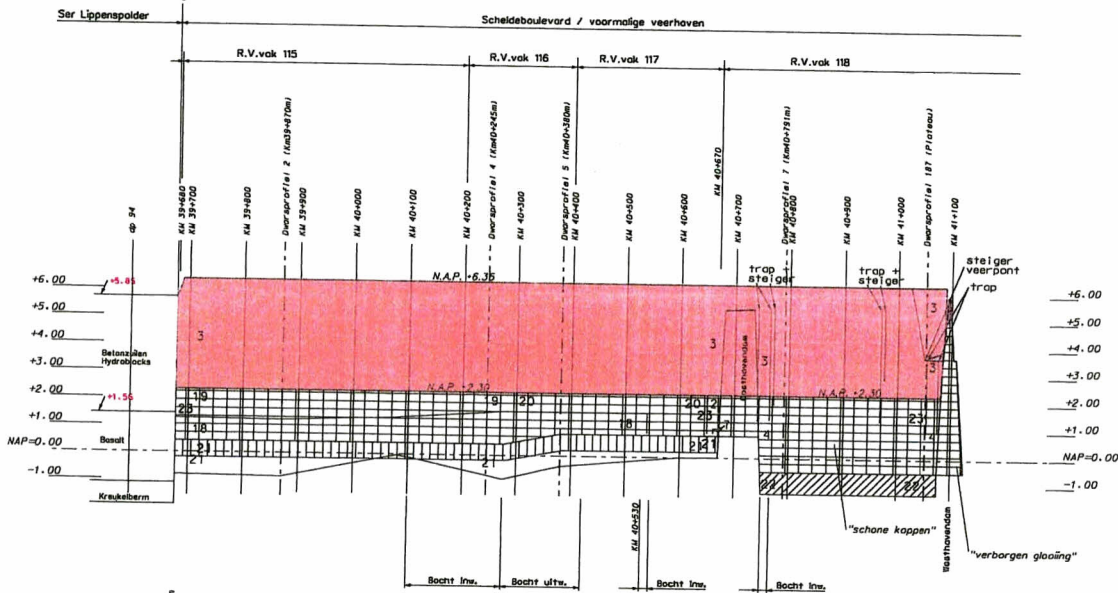 Ser Lippenspolder
Scheldeboulevard / voormalige veerhaven
R.V.vak 115
R.V.vak 116
R.V.vak 117
R.V.vak 118
dp 94
KM 39+680
KM 39+700
KM 39+800
Dwarsprofiel 2 (Km39+870m)
KM 39+900
KM 40+000
KM 40+100
KM 40+200
Dwarsprofiel 4 (Km40+245m)
KM 40+300
Dwarsprofiel 5 (Km40+380m)
KM 40+400
KM 40+500
KM 40+600
KM 40+670
KM 40+700
Dwarsprofiel 7 (Km40+791m)
KM 40+800
KM 40+900
KM 41+000
Dwarsprofiel 187 (Plateau)
KM 41+100
steiger
veerpont
trap
trap +
steiger
trap +
steiger
+6.00
+5.85
N.A.P. +6.35
+6.00
+5.00
+5.00
+4.00
+4.00
3
3
3
3
3
Oosthavendam
Betonzuilen
Hydroblocks
+3.00
+3.00
+2.00
N.A.P. +2.30
N.A.P. +2.30
+2.00
+1.56
19
19
20
20
23
23
23
+1.00
18
18
4
4
+1.00
Basalt
NAP=0.00
21
21
21
21
NAP=0.00
-1.00
22
22
-1.00
Kreukelberm
KM 40+530
"schone koppen"
Westhavendam
"verborgen glooiing"
Bocht inw.
Bocht uitw.
Bocht inw.
Bocht inw.